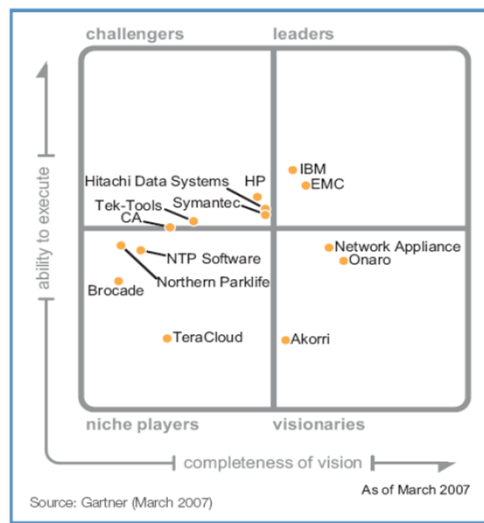 challengers
leaders
ability to execute
IBM
EMC
Hitachi Data Systems
HP
Symantec
Tek-Tools
CA
Network Appliance
Onaro
NTP Software
Northern Parklife
Brocade
TeraCloud
Akorri
niche players
visionaries
completeness of vision
As of March 2007
Source: Gartner (March 2007)